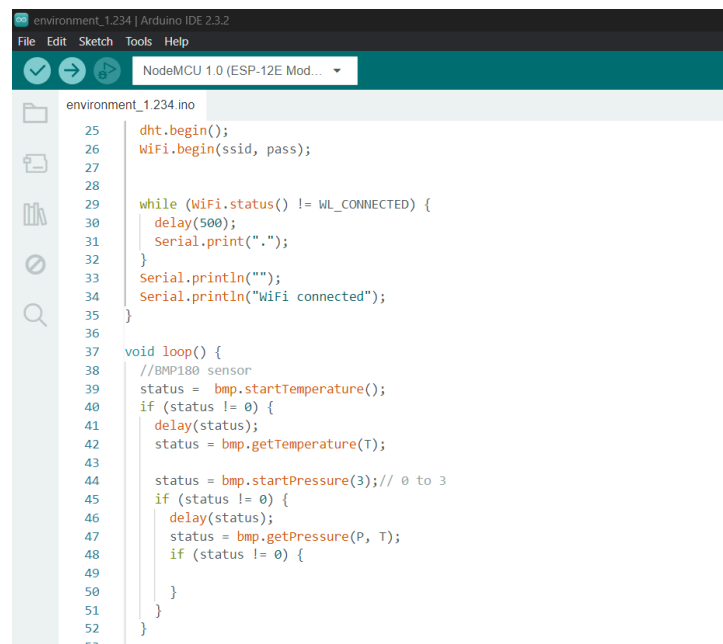 environment_1.234 | Arduino IDE 2.3.2
File Edit Sketch Tools Help
NodeMCU 1.0 (ESP-12E Mod...
environment_1.234.ino
25 dht.begin();
26 WiFi.begin(ssid, pass);
27
28
29 while (WiFi.status() != WL_CONNECTED) {
30 delay(500);
31 Serial.print(".");
32 }
33 Serial.println("");
34 Serial.println("WiFi connected");
35 }
36
37 void loop() {
38 //BMP180 sensor
39 status =  bmp.startTemperature();
40 if (status != 0) {
41 delay(status);
42 status = bmp.getTemperature(T);
43
44 status = bmp.startPressure(3);// 0 to 3
45 if (status != 0) {
46 delay(status);
47 status = bmp.getPressure(P, T);
48 if (status != 0) {
49
50 }
51 }
52 }